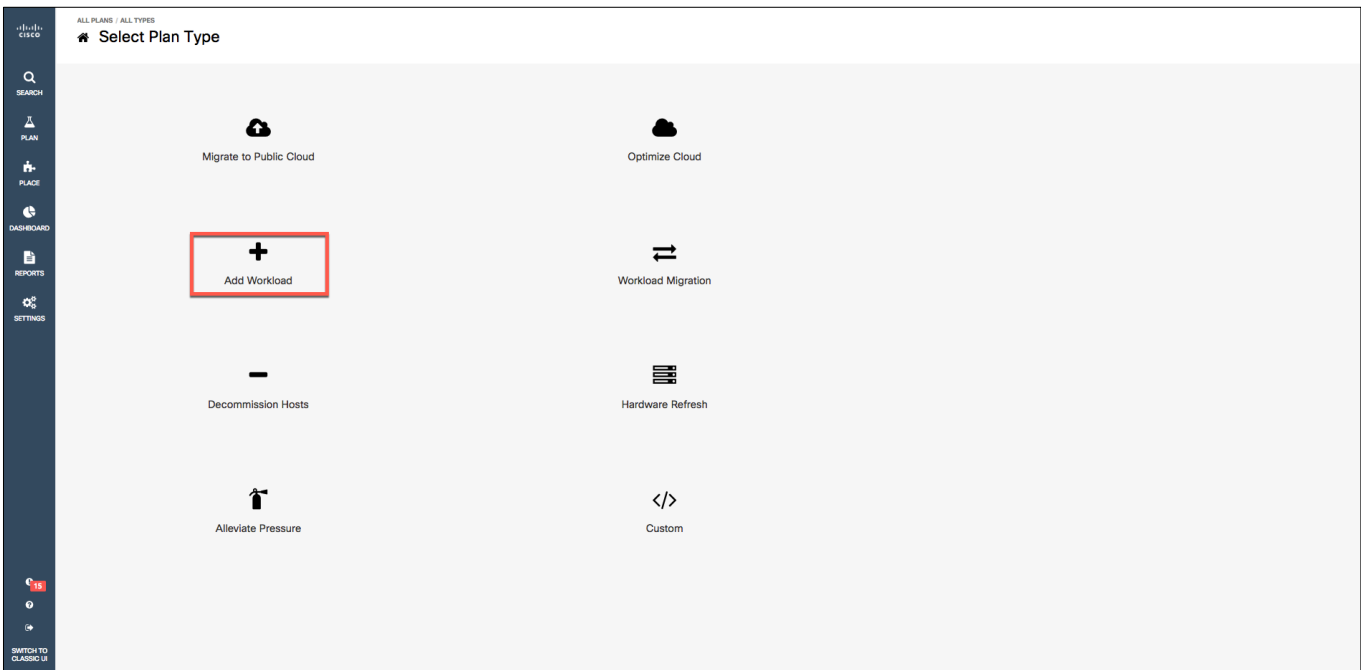 CISCO
ALL PLANS / ALL TYPES
Select Plan Type
SEARCH
PLAN
PLACE
DASHBOARD
REPORTS
SETTINGS
Migrate to Public Cloud
Optimize Cloud
Add Workload
Workload Migration
Decommission Hosts
Hardware Refresh
Alleviate Pressure
Custom
15
SWITCH TO
CLASSIC UI